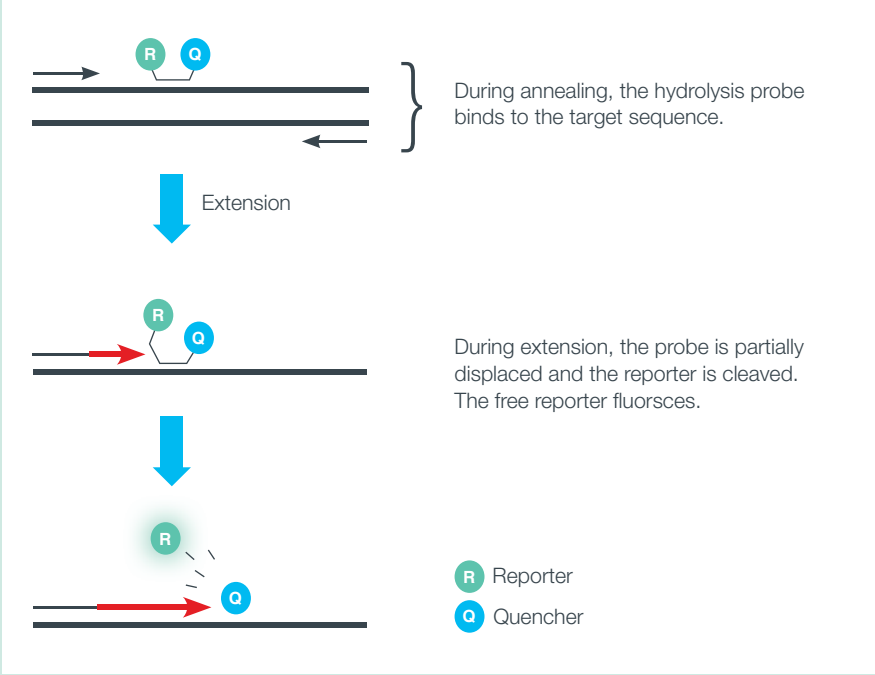 R Q
During annealing, the hydrolysis probe
binds to the target sequence.
Extension
R
Q
During extension, the probe is partially
displaced and the reporter is cleaved.
The free reporter fluorsces.
R
Q
R Reporter
Q Quencher